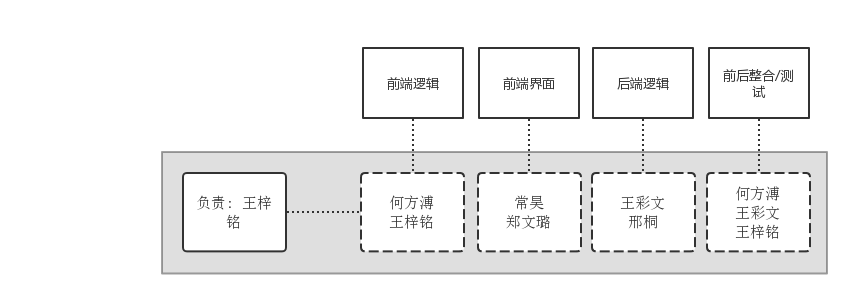 前端逻辑
前端界面
后端逻辑
前后整合/测
试
负责：王梓
铭
何方溥
王梓铭
常昊
郑文璐
王彩文
邢桐
何方溥
王彩文
王梓铭